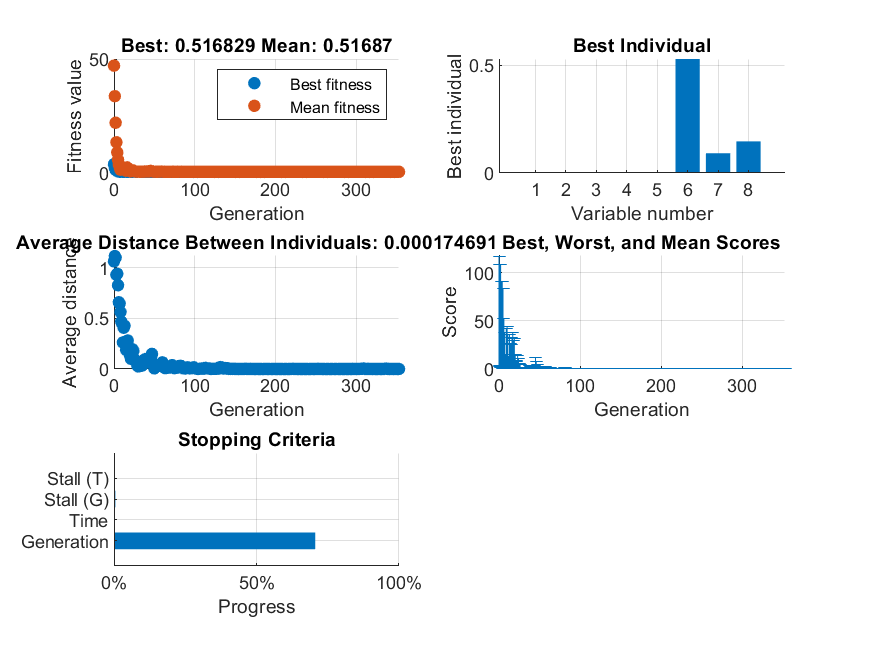 Best: 0.516829 Mean: 0.51687
Fitness value
50
0
Best fitness
Mean fitness
0 100 200 300
Generation
Best Individual
Best individual
0.5
0
1 2 3 4 5 6 7 8
Variable number
Average Distance Between Individuals: 0.000174691
Average distance
1
0.5
0
0 100 200 300
Generation
Best, Worst, and Mean Scores
Score
100
50
0
0 100 200 300
Generation
Stopping Criteria
Stall (T)
Stall (G)
Time
Generation
0% 50% 100%
Progress